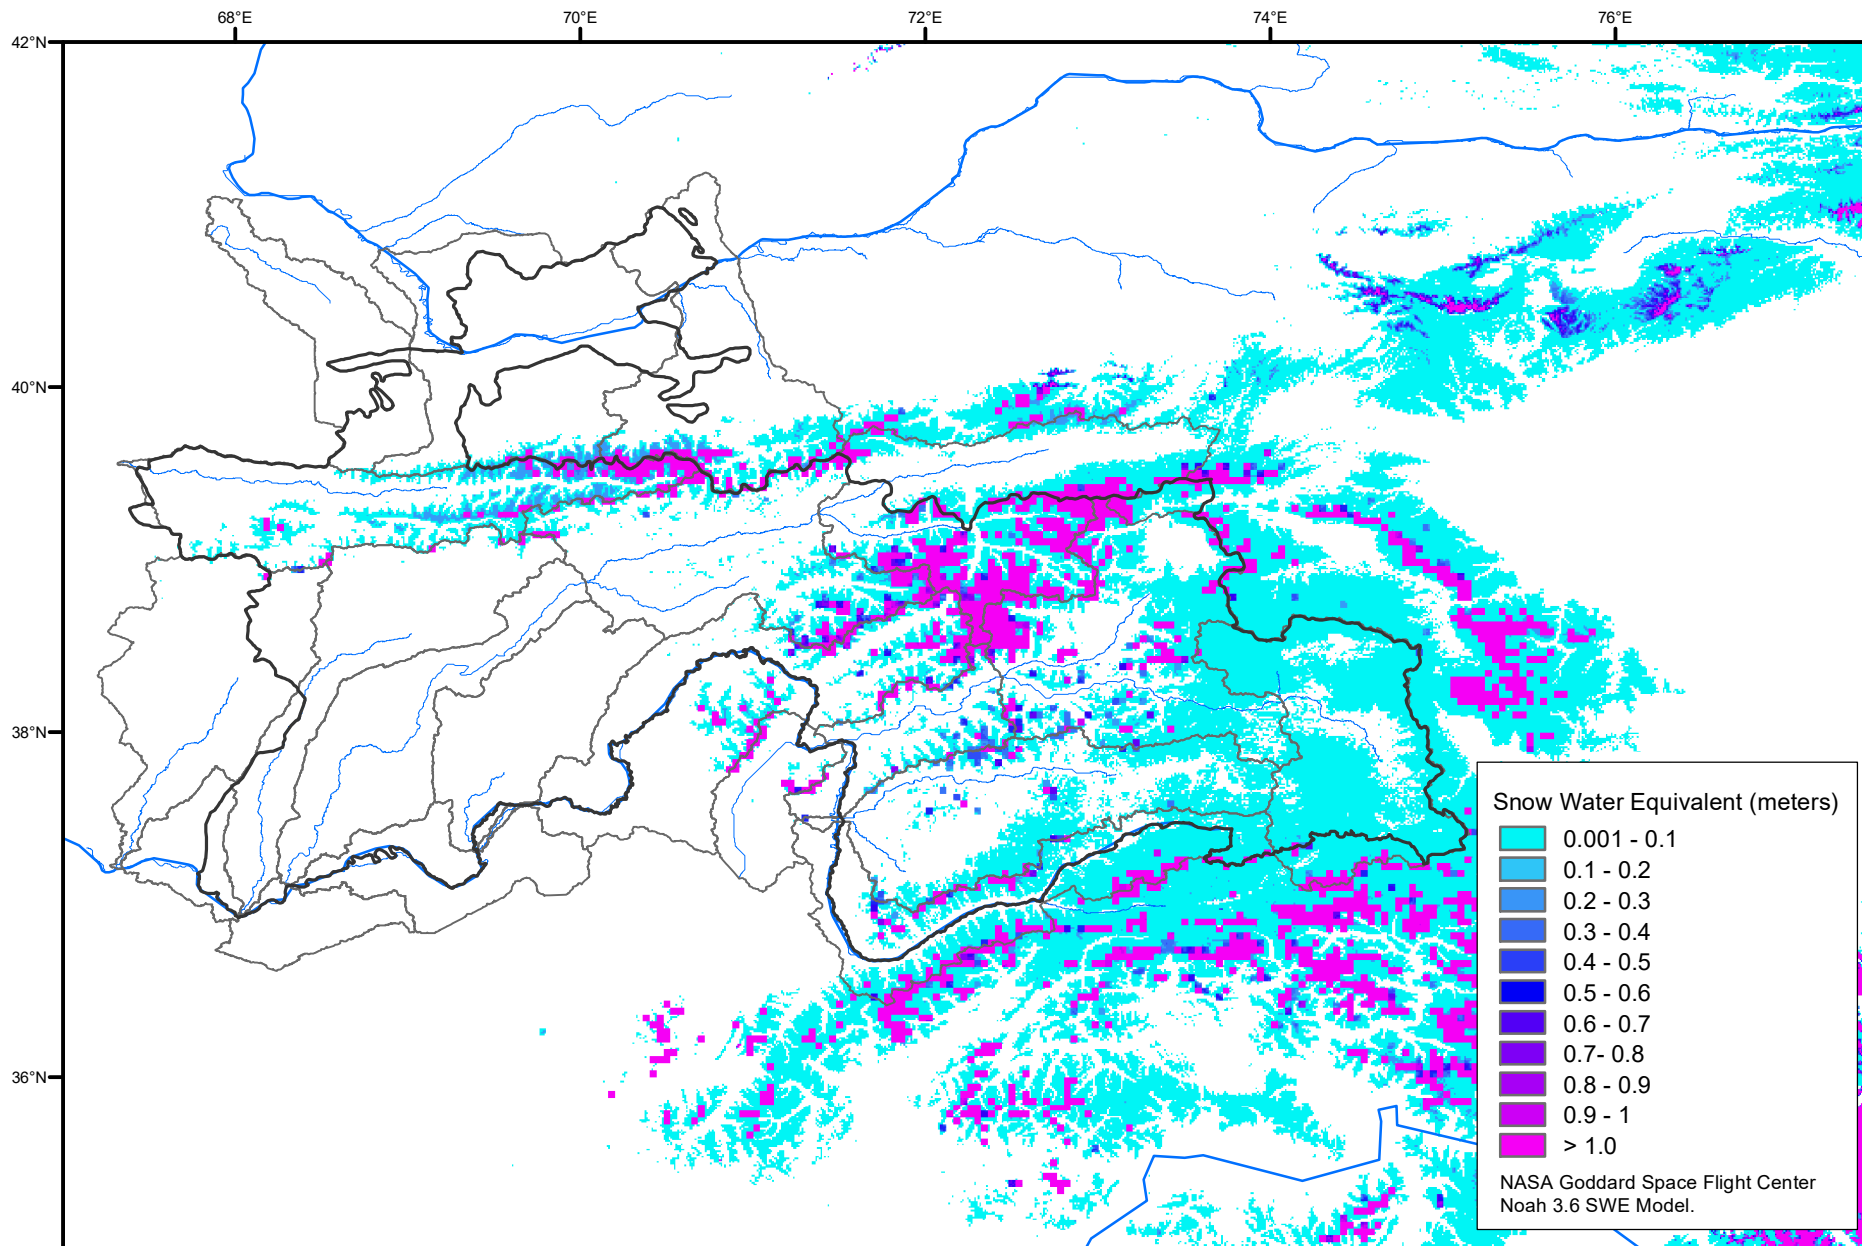 68°E 70°E 72°E 74°E 76°E
42°N
40°N
38°N
36°N
Snow Water Equivalent (meters)
0.001 - 0.1
0.1 - 0.2
0.2 - 0.3
0.3 - 0.4
0.4 - 0.5
0.5 - 0.6
0.6 - 0.7
0.7- 0.8
0.8 - 0.9
0.9 - 1
> 1.0
NASA Goddard Space Flight Center
Noah 3.6 SWE Model.